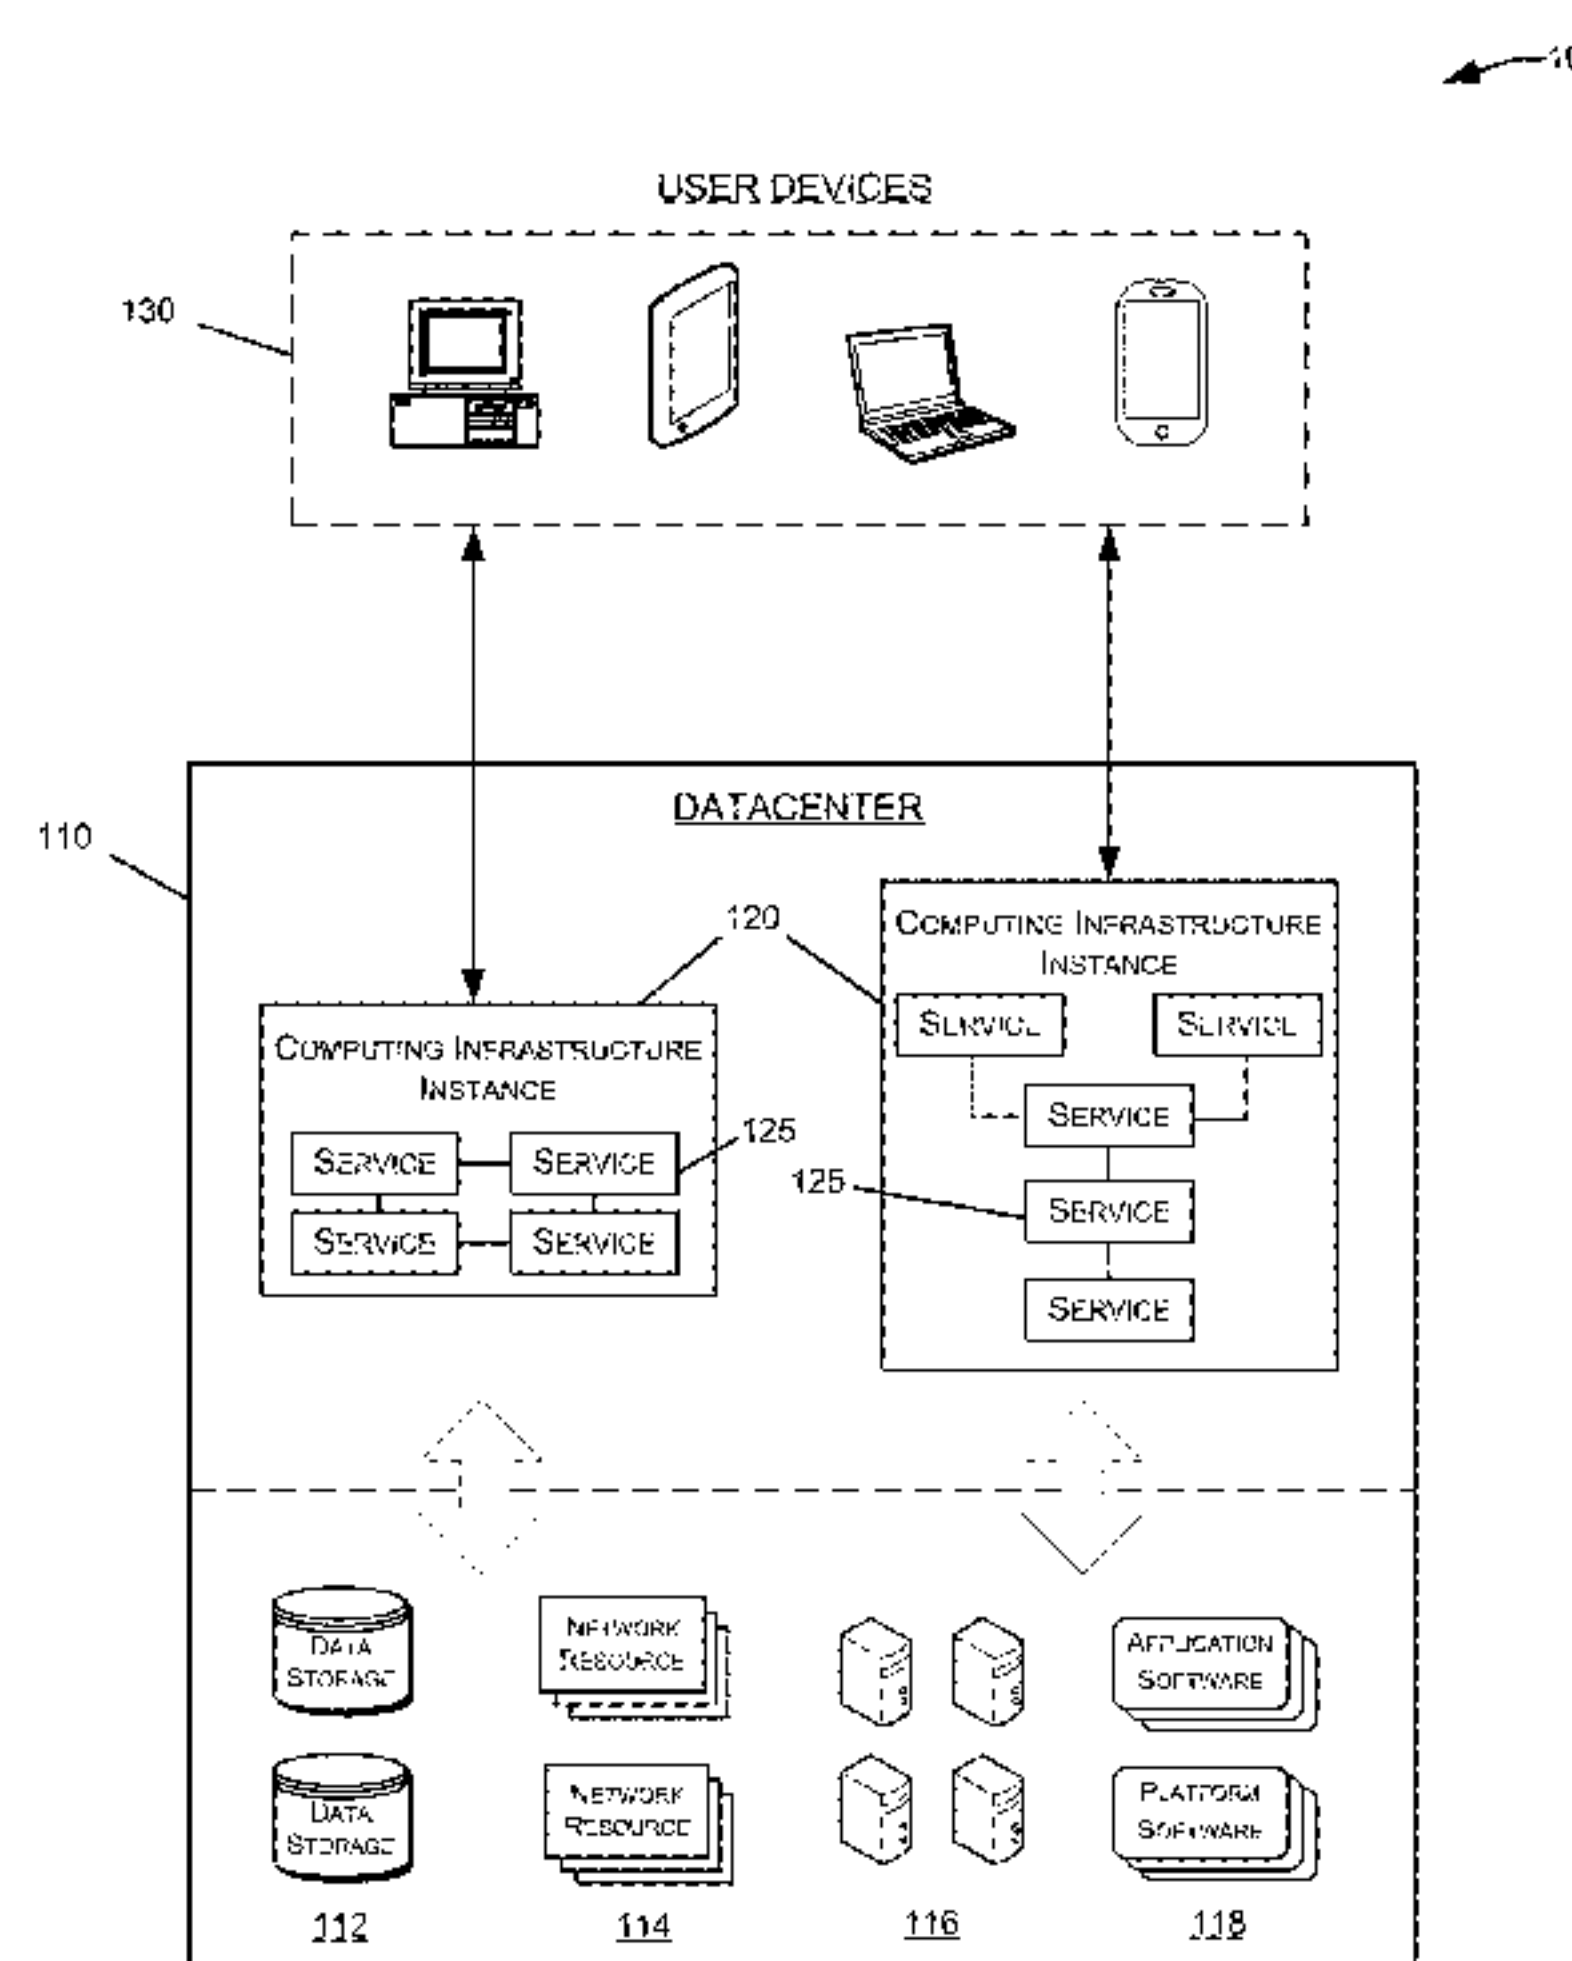 10
USER DEVICES
130
DATACENTER
110
120
COMPUTING INFRASTRUCTURE
INSTANCE
SERVICE
SERVICE
SERVICE
125
SERVICE
SERVICE
COMPUTING INFRASTRUCTURE
INSTANCE
SERVICE
SERVICE
125
SERVICE
SERVICE
DATA
STORAGE
NETWORK
RESOURCE
APPLICATION
SOFTWARE
DATA
STORAGE
NETWORK
RESOURCE
PLATFORM
SOFTWARE
112
114
116
118